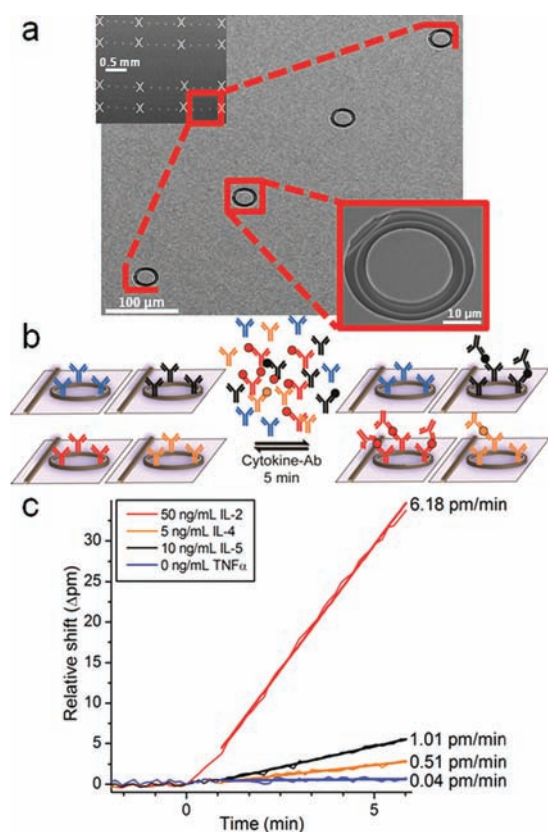 a
0.5 mm
100 µm
10 µm
b
Cytokine-Ab
5 min
c
50 ng/mL IL-2
5 ng/mL IL-4
10 ng/mL IL-5
0 ng/mL TNFα
6.18 pm/min
1.01 pm/min
0.51 pm/min
0.04 pm/min
Relative shift (Δpm)
30
25
20
15
10
5
0
0
5
Time (min)